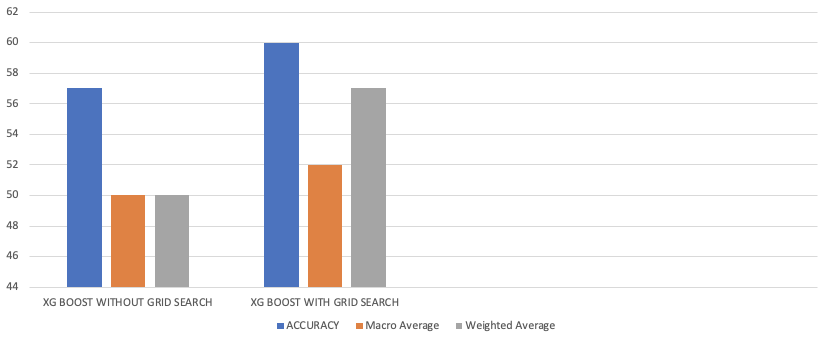 62
60
58
56
54
52
50
48
46
44
XG BOOST WITHOUT GRID SEARCH
XG BOOST WITH GRID SEARCH
ACCURACY
Macro Average
Weighted Average